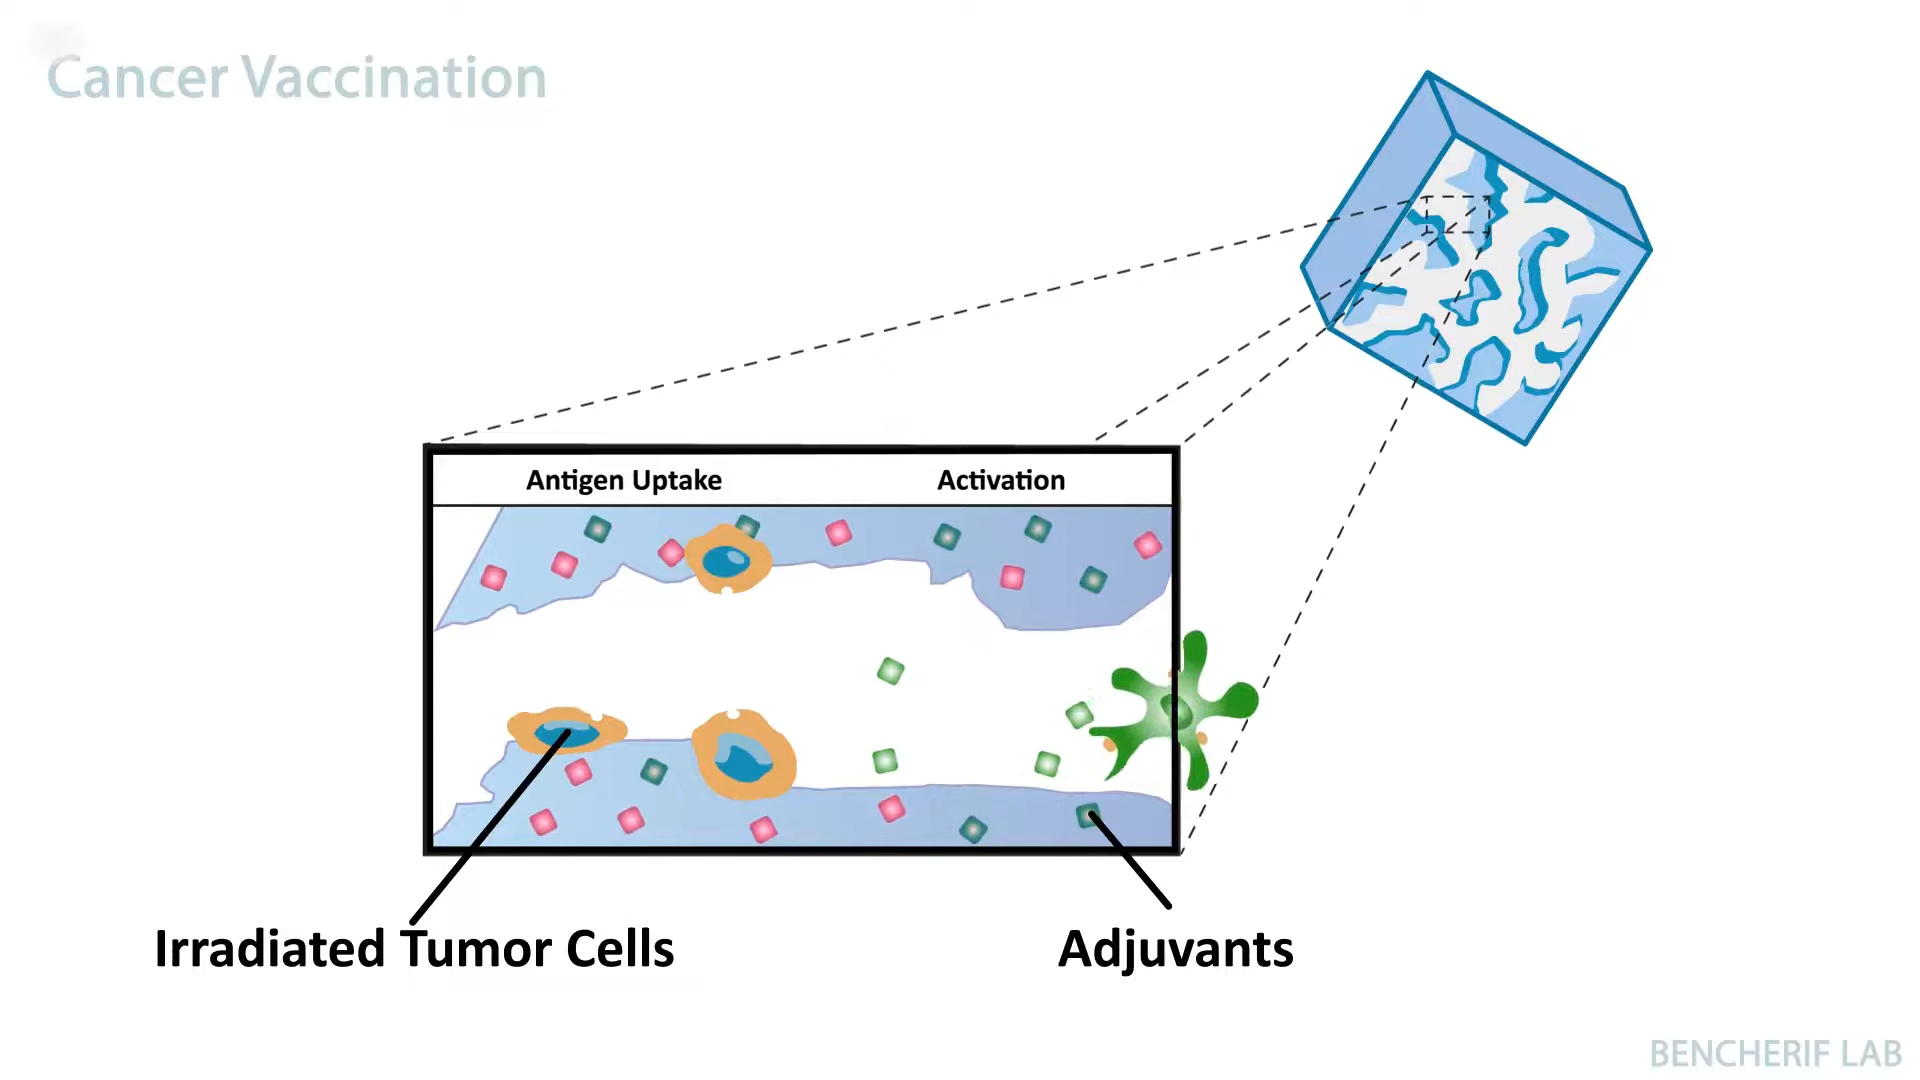 Cancer Vaccination
Antigen Uptake
Activation
Irradiated Tumor Cells
Adjuvants
BENCHERIF LAB